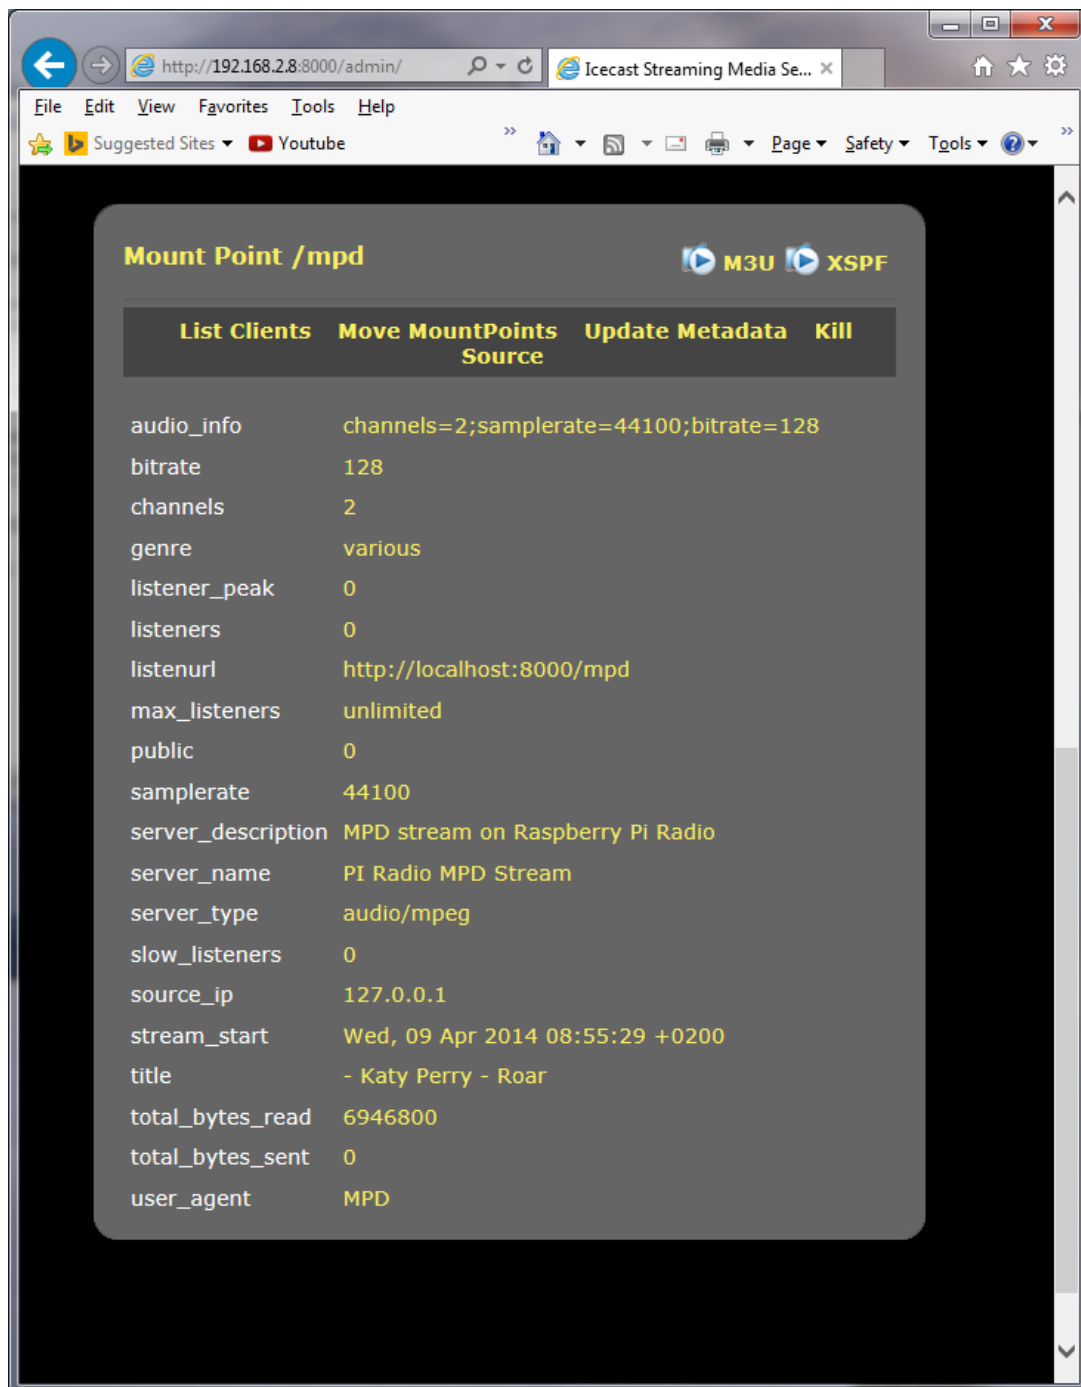 http://192.168.2.8:8000/admin/
Icecast Streaming Media Se...
File Edit View Favorites Tools Help
Suggested Sites Youtube Page Safety Tools
Mount Point /mpd M3U XSPF
List Clients Move MountPoints Update Metadata Kill
Source
audio_info channels=2;samplerate=44100;bitrate=128
bitrate 128
channels 2
genre various
listener_peak 0
listeners 0
listenurl http://localhost:8000/mpd
max_listeners unlimited
public 0
samplerate 44100
server_description MPD stream on Raspberry Pi Radio
server_name PI Radio MPD Stream
server_type audio/mpeg
slow_listeners 0
source_ip 127.0.0.1
stream_start Wed, 09 Apr 2014 08:55:29 +0200
title - Katy Perry - Roar
total_bytes_read 6946800
total_bytes_sent 0
user_agent MPD